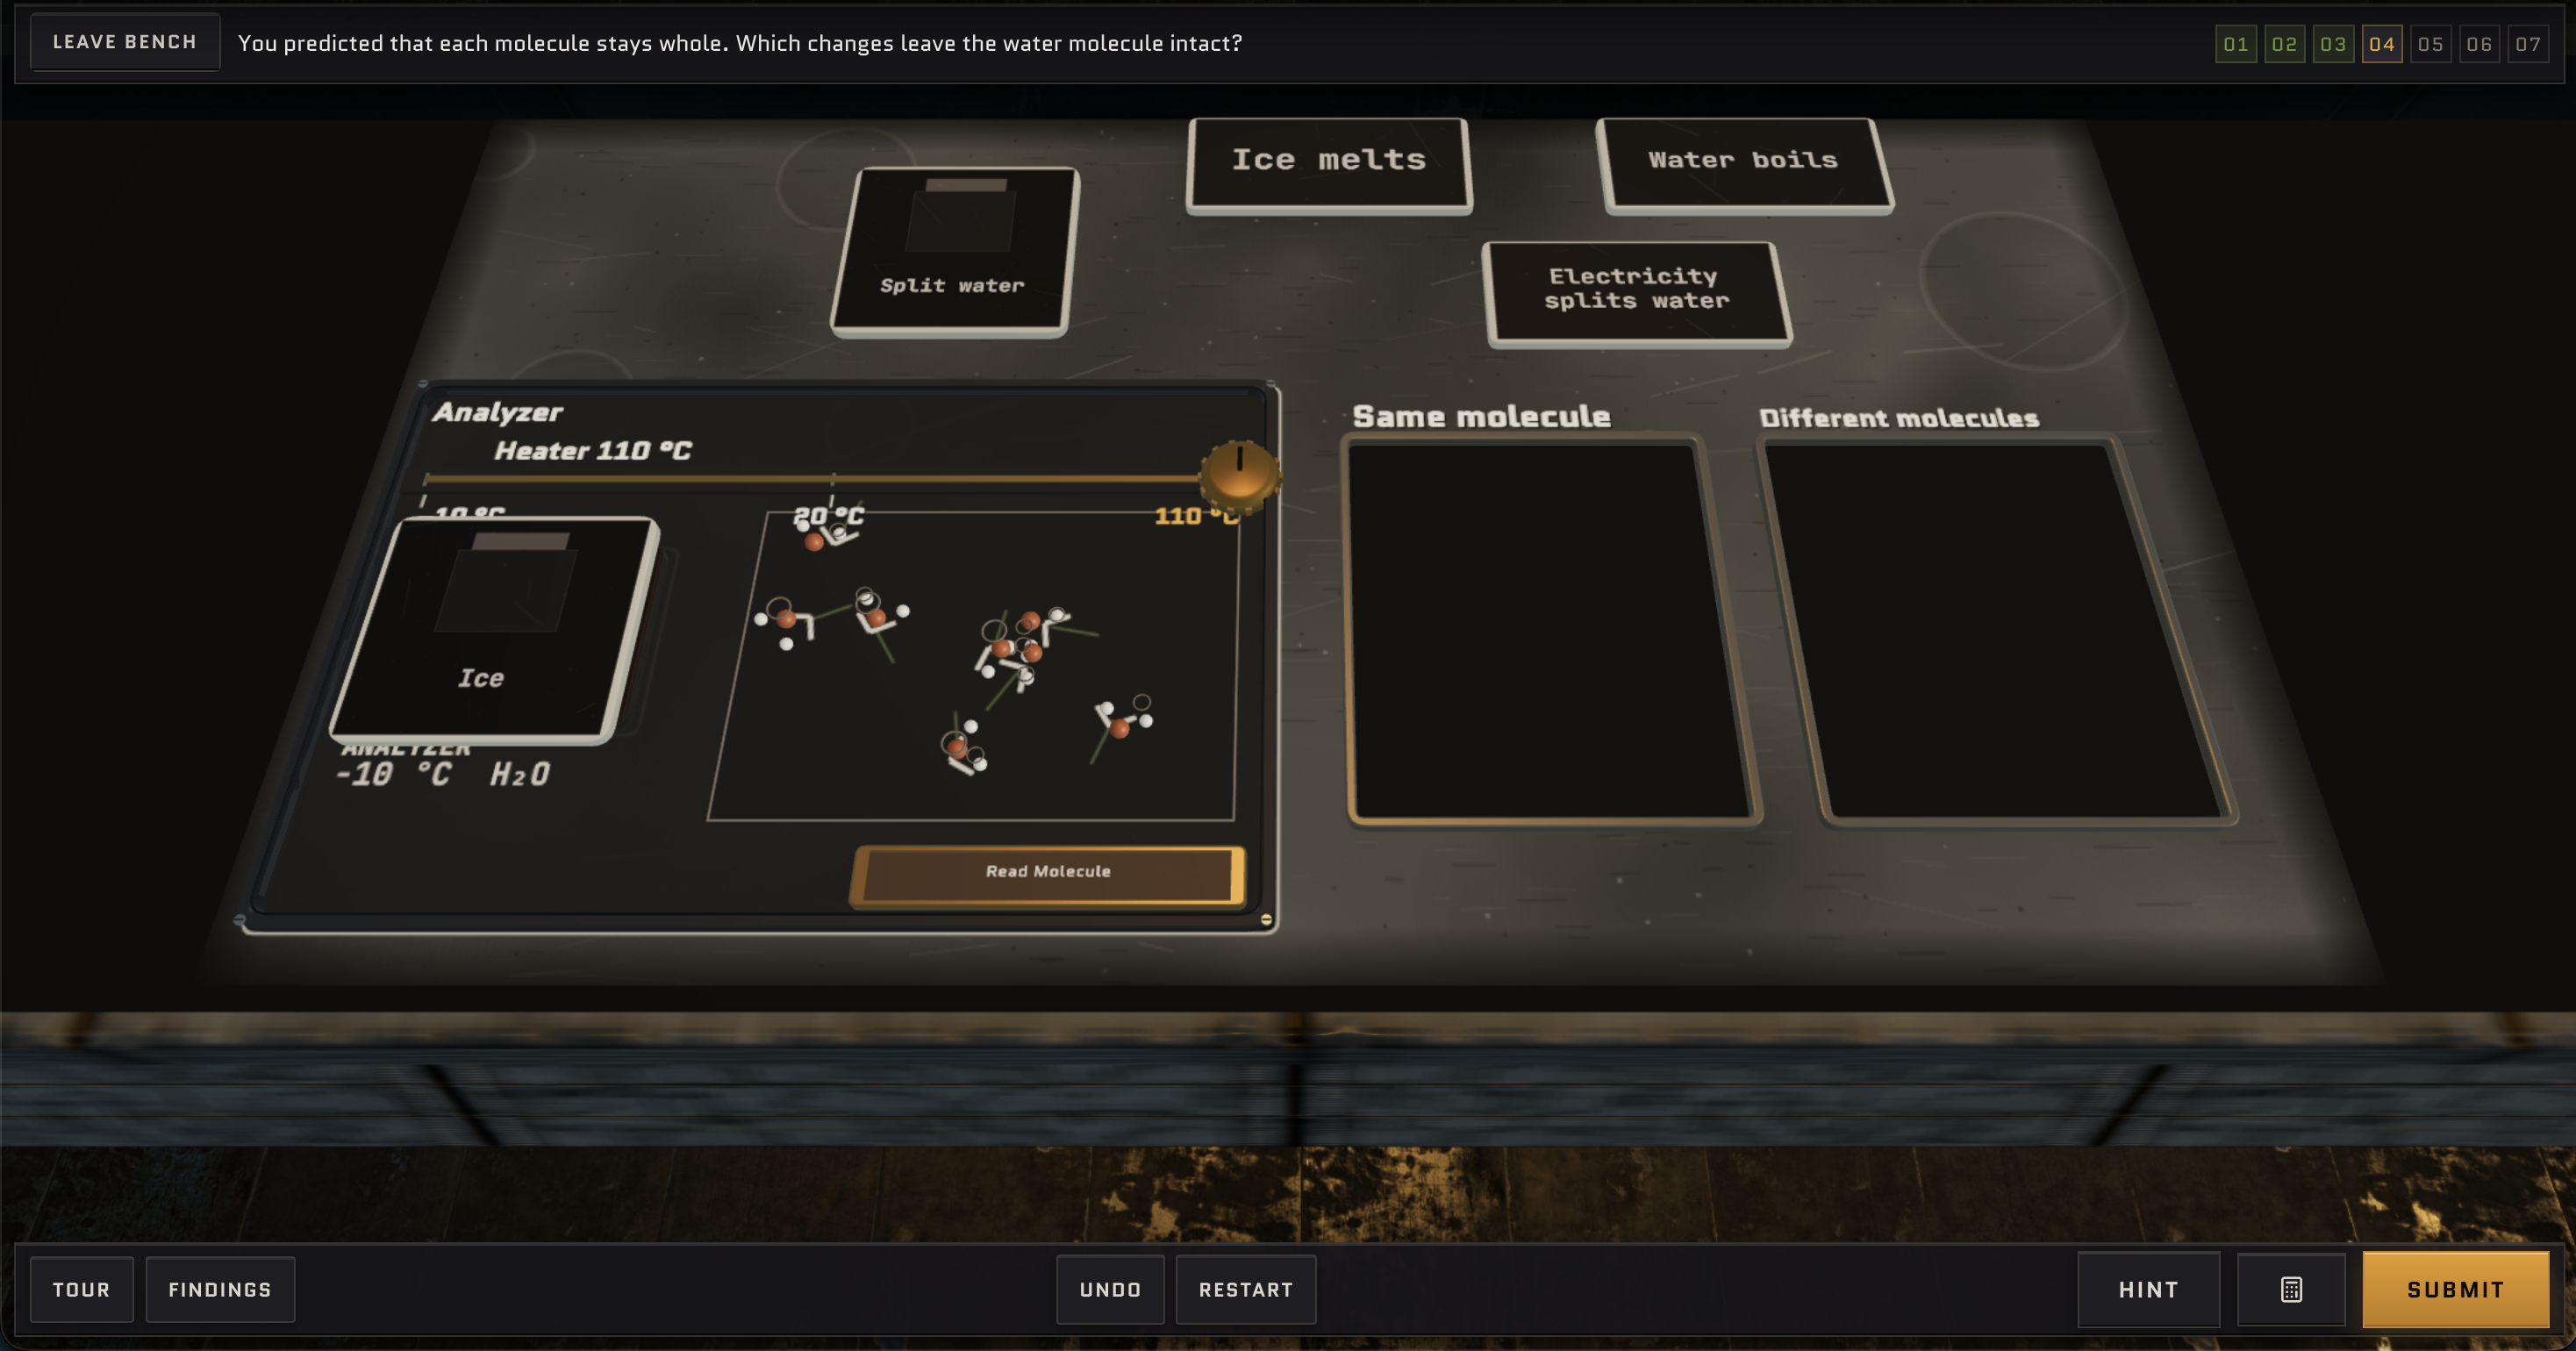 LEAVE BENCH
You predicted that each molecule stays whole. Which changes leave the water molecule intact?
01 02 03 04 05 06 07
Ice melts
Water boils
Split water
Electricity
splits water
Analyzer
Heater 110 °C
10 °C
20 °C
110 °C
Same molecule
Different molecules
Ice
ANALYZER
-10 °C H₂O
Read Molecule
TOUR
FINDINGS
UNDO
RESTART
HINT
SUBMIT